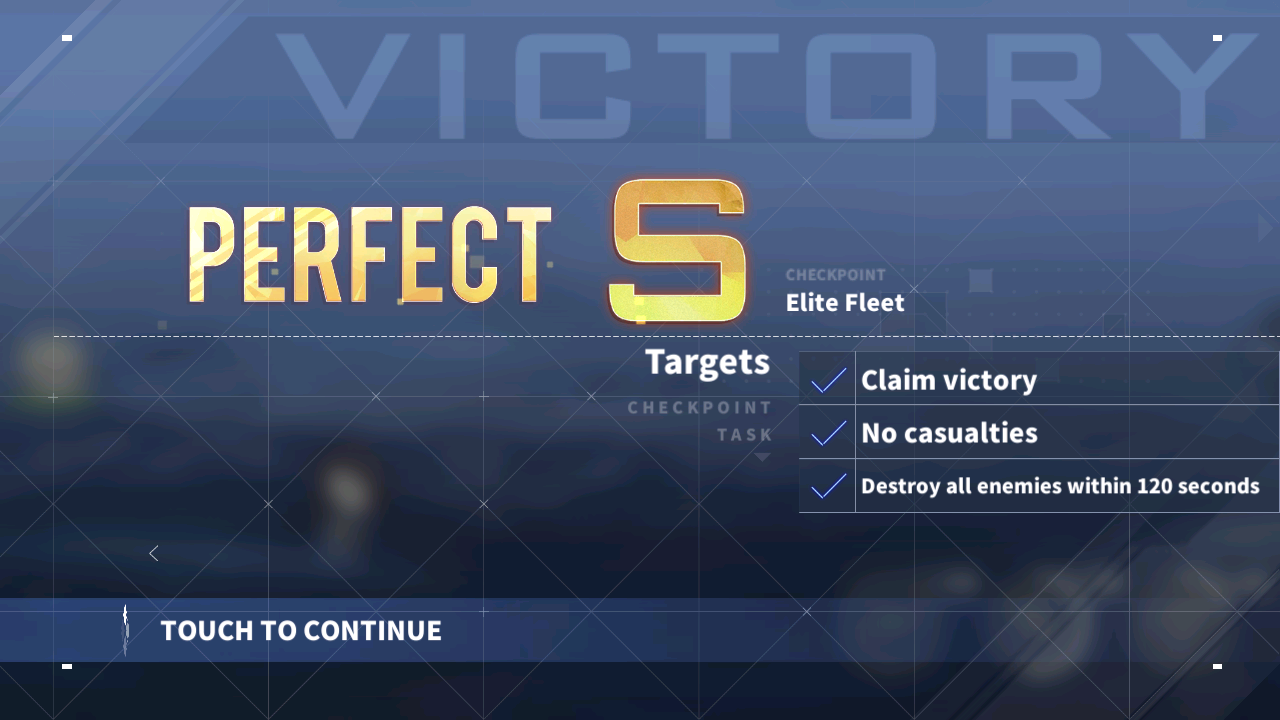 VICTORY
PERFECT S
CHECKPOINT
Elite Fleet
Targets
CHECKPOINT
TASK
Claim victory
No casualties
Destroy all enemies within 120 seconds
TOUCH TO CONTINUE